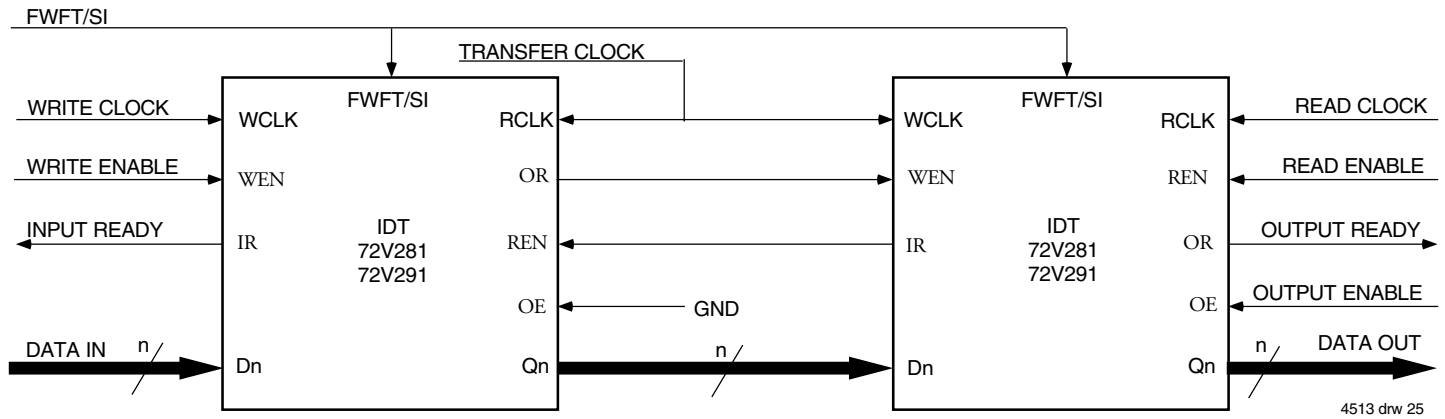 FWFT/SI
TRANSFER CLOCK
FWFT/SI
FWFT/SI
WRITE CLOCK
WCLK
RCLK
WCLK
RCLK
READ CLOCK
WRITE ENABLE
WEN
OR
WEN
REN
READ ENABLE
INPUT READY
IR
IDT
72V281
72V291
REN
IR
IDT
72V281
72V291
OR
OUTPUT READY
OE
GND
OE
OUTPUT ENABLE
DATA IN
n
Dn
Qn
n
Dn
Qn
n
DATA OUT
4513 drw 25